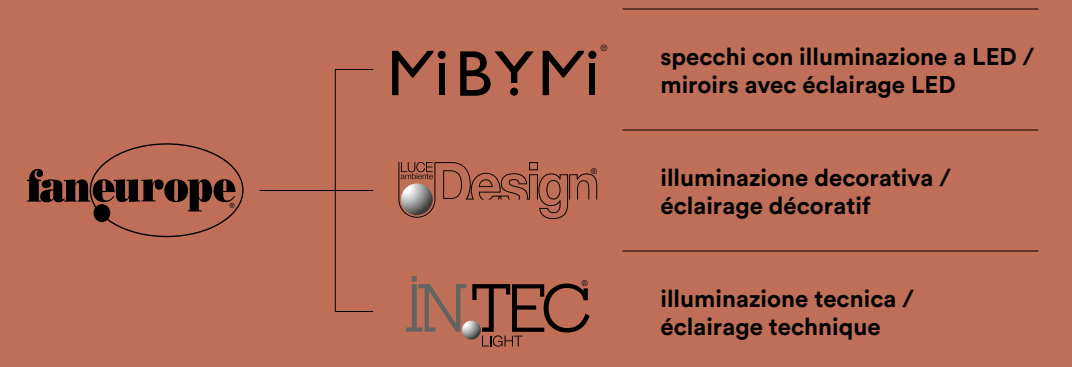 faneurope®
MiBYMi®
specchi con illuminazione a LED /
miroirs avec éclairage LED
LUCE
ambiente
Design®
illuminazione decorativa /
éclairage décoratif
iN.TEC®
LIGHT
illuminazione tecnica /
éclairage technique